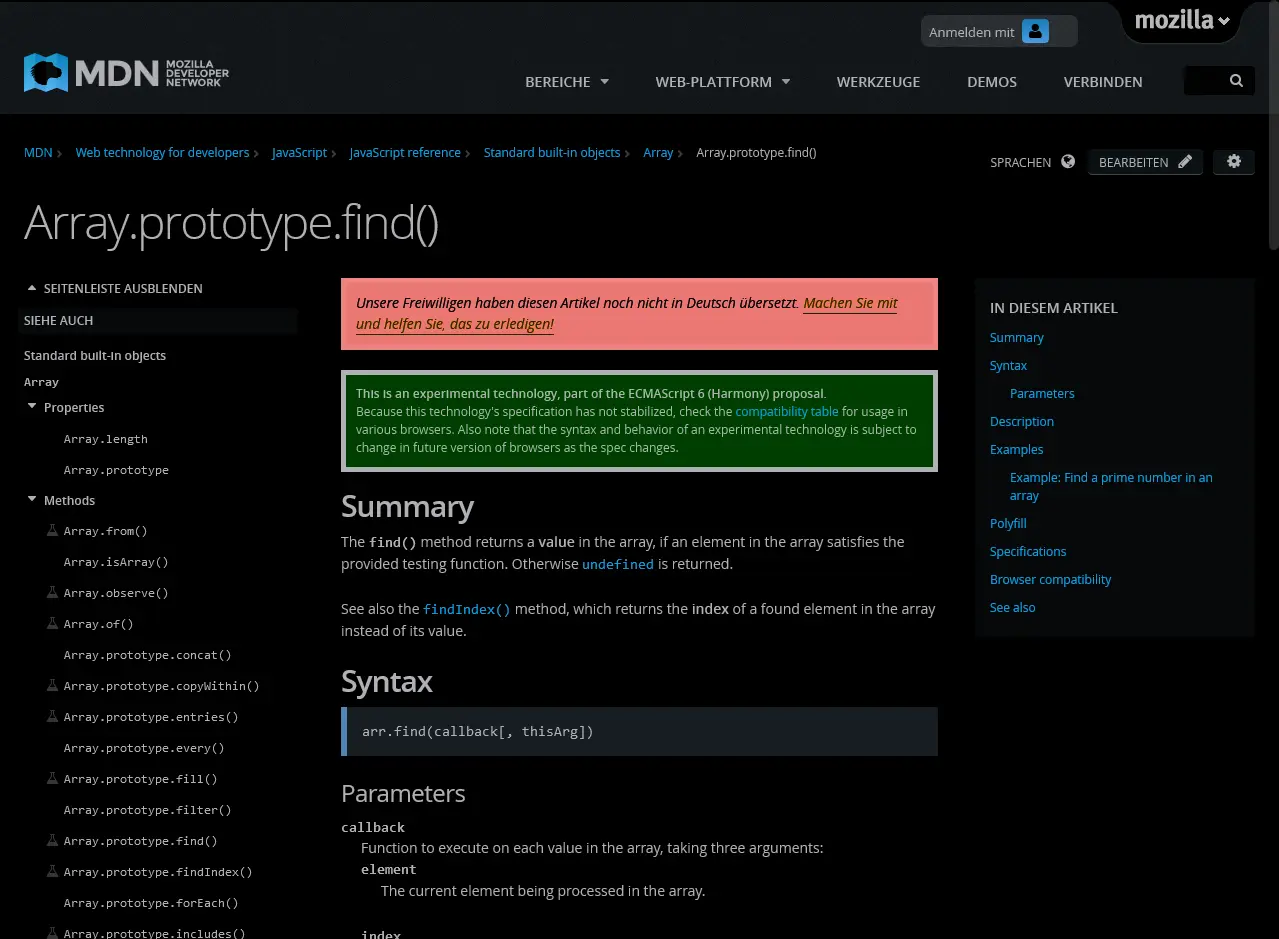 mozilla
Anmelden mit
MDN MOZILLA
DEVELOPER
NETWORK
BEREICHE WEB-PLATTFORM WERKZEUGE DEMOS VERBINDEN
MDN Web technology for developers JavaScript JavaScript reference Standard built-in objects Array Array.prototype.find()
SPRACHEN BEARBEITEN
Array.prototype.find()
SEITENLEISTE AUSBLENDEN
SIEHE AUCH
Standard built-in objects
Array
Properties
Array.length
Array.prototype
Methods
Array.from()
Array.isArray()
Array.observe()
Array.of()
Array.prototype.concat()
Array.prototype.copyWithin()
Array.prototype.entries()
Array.prototype.every()
Array.prototype.fill()
Array.prototype.filter()
Array.prototype.find()
Array.prototype.findIndex()
Array.prototype.forEach()
Array.prototype.includes()
Unsere Freiwilligen haben diesen Artikel noch nicht in Deutsch übersetzt. Machen Sie mit
und helfen Sie, das zu erledigen!
This is an experimental technology, part of the ECMAScript 6 (Harmony) proposal.
Because this technology's specification has not stabilized, check the compatibility table for usage in
various browsers. Also note that the syntax and behavior of an experimental technology is subject to
change in future version of browsers as the spec changes.
Summary
The find() method returns a value in the array, if an element in the array satisfies the
provided testing function. Otherwise undefined is returned.
See also the findIndex() method, which returns the index of a found element in the array
instead of its value.
Syntax
arr.find(callback[, thisArg])
Parameters
callback
Function to execute on each value in the array, taking three arguments:
element
The current element being processed in the array.
index
IN DIESEM ARTIKEL
Summary
Syntax
Parameters
Description
Examples
Example: Find a prime number in an
array
Polyfill
Specifications
Browser compatibility
See also